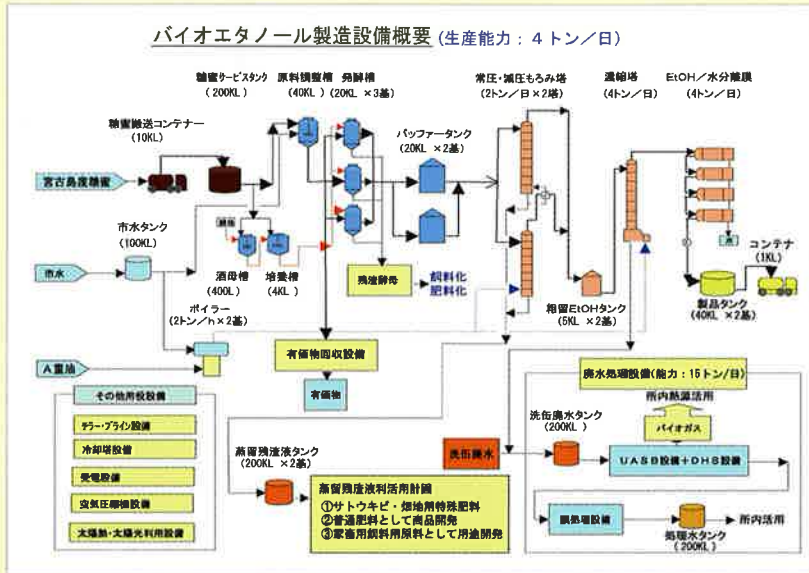 バイオエタノール製造設備概要 (生産能力：4トン／日)
糖蜜サービスタンク
(200KL)
原料調整槽
(40KL)
発酵槽
(20KL ×3基)
常圧・減圧もろみ塔
(2トン／日×2塔)
濃縮塔
(4トン／日)
EtOH／水分離膜
(4トン／日)
糖蜜搬送コンテナー
(10KL)
バッファータンク
(20KL ×2基)
宮古島産糖蜜
市水タンク
(100KL)
市水
酒母槽
(400L)
培養槽
(4KL)
残渣酵母
飼料化
肥料化
水
コンテナ
(1KL)
製品タンク
(40KL ×2基)
粗留EtOHタンク
(5KL ×2基)
ボイラー
(2トン／h×2基)
A重油
有価物回収設備
有価物
その他用役設備
チラー・ブライン設備
冷却塔設備
受電設備
空気圧縮機設備
太陽熱・太陽光利用設備
蒸留残渣液タンク
(200KL ×2基)
蒸留残渣液利活用計画
①サトウキビ・畑地用特殊肥料
②普通肥料として商品開発
③家畜用飼料用原料として用途開発
洗缶廃水
廃水処理設備(能力：15トン／日)
所内熱源活用
バイオガス
洗缶廃水タンク
(200KL )
UASB設備＋DHS設備
膜処理設備
処理水タンク
(200KL)
所内活用